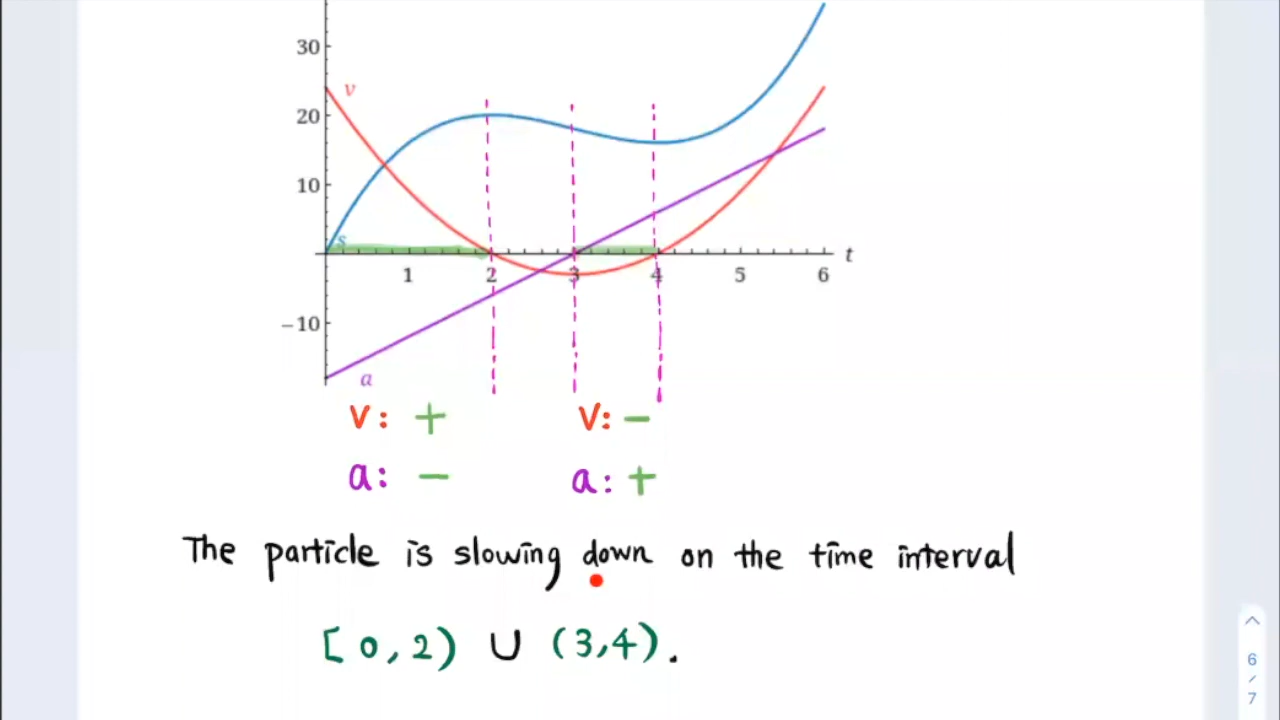 30
v
20
10
s
t
1 2 3 4 5 6
−10
a
v: + v: −
a: − a: +
The particle is slowing down on the time interval
[0,2) ∪ (3,4).
6
/
7